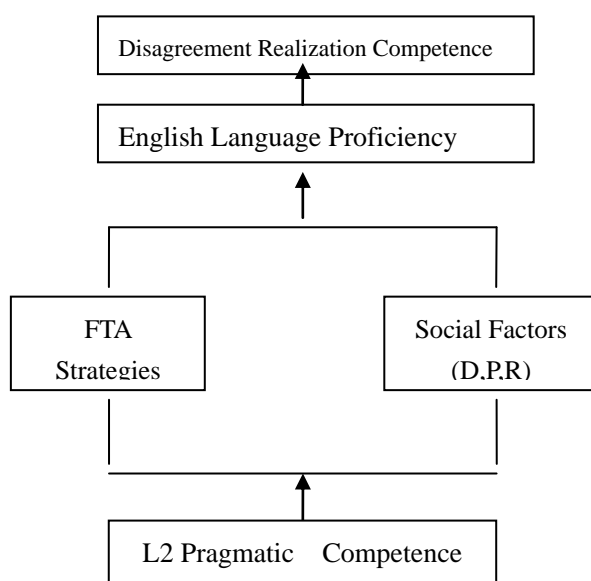 Disagreement Realization Competence
English Language Proficiency
FTA
Strategies
Social Factors
(D,P,R)
L2 Pragmatic Competence